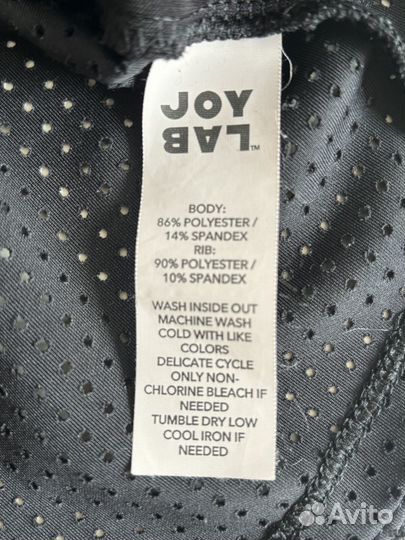 JOY
LAB™
BODY:
86% POLYESTER /
14% SPANDEX
RIB:
90% POLYESTER /
10% SPANDEX
WASH INSIDE OUT
MACHINE WASH
COLD WITH LIKE
COLORS
DELICATE CYCLE
ONLY NON-
CHLORINE BLEACH IF
NEEDED
TUMBLE DRY LOW
COOL IRON IF
NEEDED
Avito